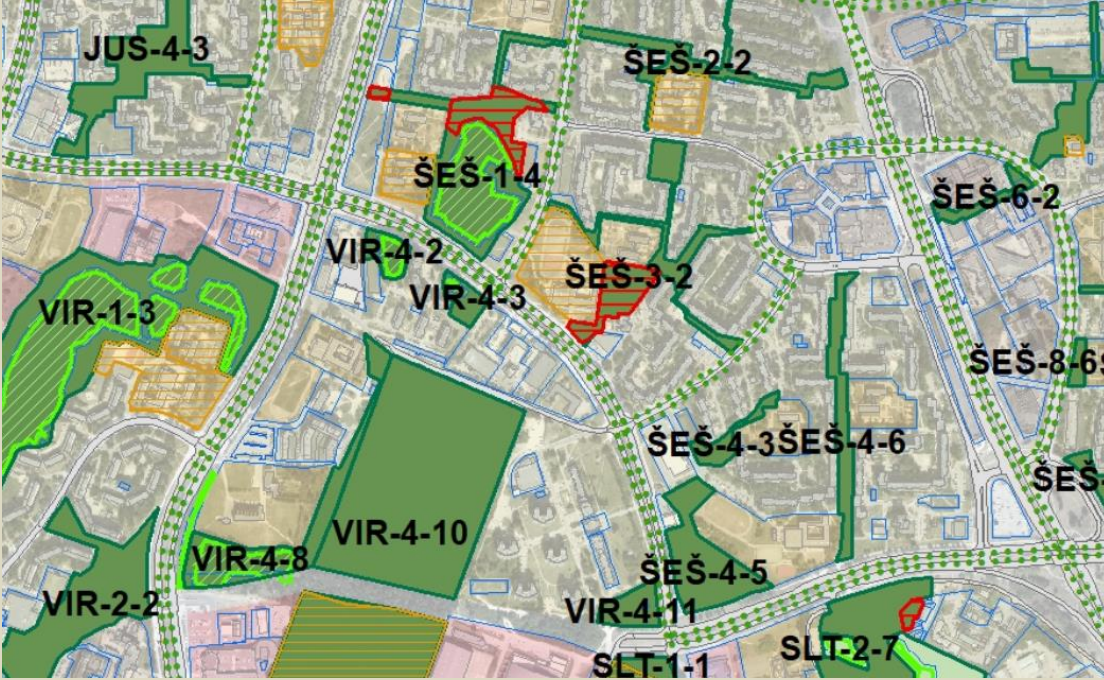 JUS-4-3
ŠEŠ-2-2
ŠEŠ-1-4
ŠEŠ-6-2
VIR-4-2
ŠEŠ-3-2
VIR-4-3
VIR-1-3
ŠEŠ-8-6
ŠEŠ-4-3
ŠEŠ-4-6
ŠEŠ-
VIR-4-10
VIR-4-8
ŠEŠ-4-5
VIR-2-2
VIR-4-11
SLT-2-7
SLT-1-1